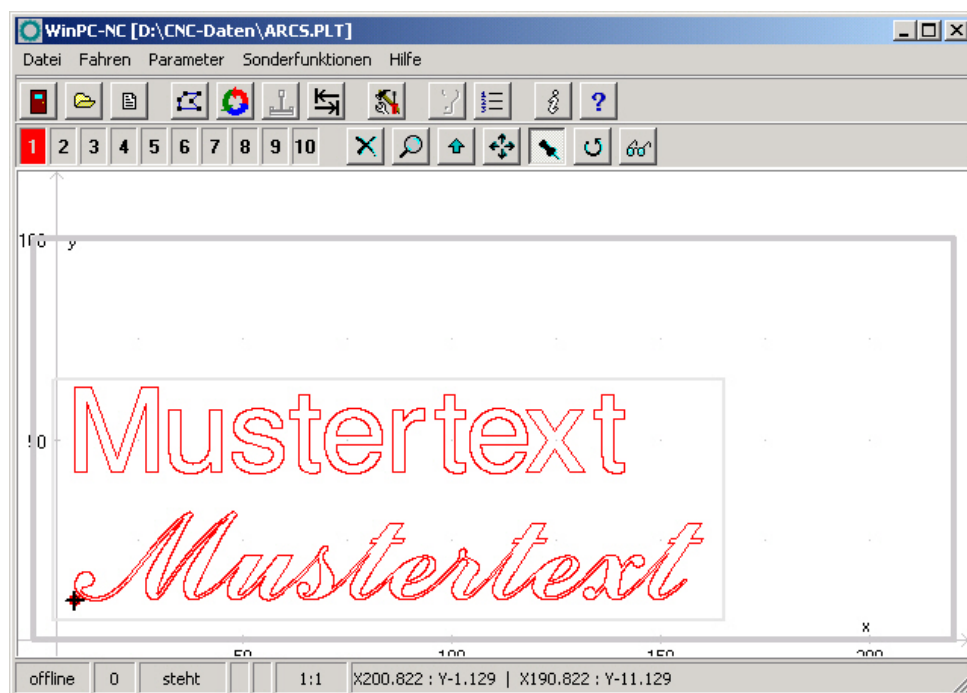 WinPC-NC [D:\CNC-Daten\ARCS.PLT]
Datei Fahren Parameter Sonderfunktionen Hilfe
?
1 2 3 4 5 6 7 8 9 10
100 y
Mustertext
50
Mustertext
x
50 100 150 200
offline 0 steht 1:1 X200.822 : Y-1.129 | X190.822 : Y-11.129